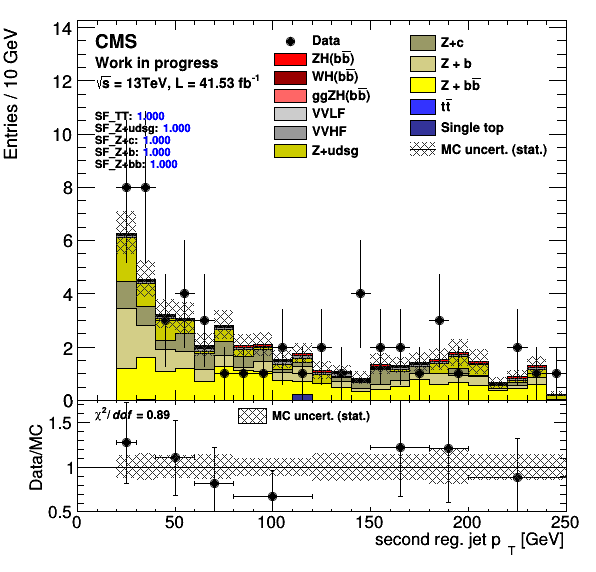 Entries / 10 GeV
14
12
10
8
6
4
2
0
CMS
Work in progress
√s = 13TeV, L = 41.53 fb⁻¹
SF_TT: 1.000
SF_Z+udsg: 1.000
SF_Z+c: 1.000
SF_Z+b: 1.000
SF_Z+bb: 1.000
Data
ZH(bb̅)
WH(bb̅)
ggZH(bb̅)
VVLF
VVHF
Z+udsg
Z+c
Z + b
Z + bb̅
tt̅
Single top
MC uncert. (stat.)
Data/MC
1.5
1
0.5
χ²/dof = 0.89
MC uncert. (stat.)
0 50 100 150 200 250
second reg. jet p_T [GeV]